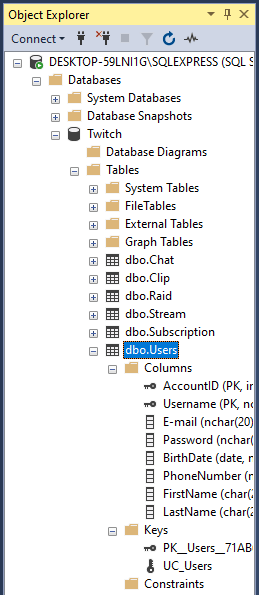 Object Explorer
Connect
DESKTOP-59LNI1G\SQLEXPRESS (SQL S
Databases
System Databases
Database Snapshots
Twitch
Database Diagrams
Tables
System Tables
FileTables
External Tables
Graph Tables
dbo.Chat
dbo.Clip
dbo.Raid
dbo.Stream
dbo.Subscription
dbo.Users
Columns
AccountID (PK, in
Username (PK, nc
E-mail (nchar(20)
Password (nchar(
BirthDate (date, n
PhoneNumber (n
FirstName (char(2
LastName (char(2
Keys
PK__Users__71AB
UC_Users
Constraints